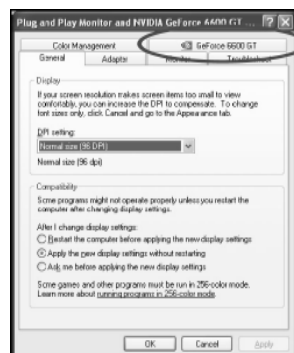 Plug and Play Monitor and NVIDIA GeForce 6600 GT ...
Color Management
GeForce 6600 GT
General
Adapter
Monitor
Troubleshoot
Display
If your screen resolution makes screen items too small to view
comfortably, you can increase the DPI to compensate. To change
font sizes only, click Cancel and go to the Appearance tab.
DPI setting:
Normal size (96 DPI)
Normal size (96 dpi)
Compatibility
Some programs might not operate properly unless you restart the
computer after changing display settings.
After I change display settings:
Restart the computer before applying the new display settings
Apply the new display settings without restarting
Ask me before applying the new display settings
Some games and other programs must be run in 256-color mode.
Learn more about running programs in 256-color mode.
OK
Cancel
Apply